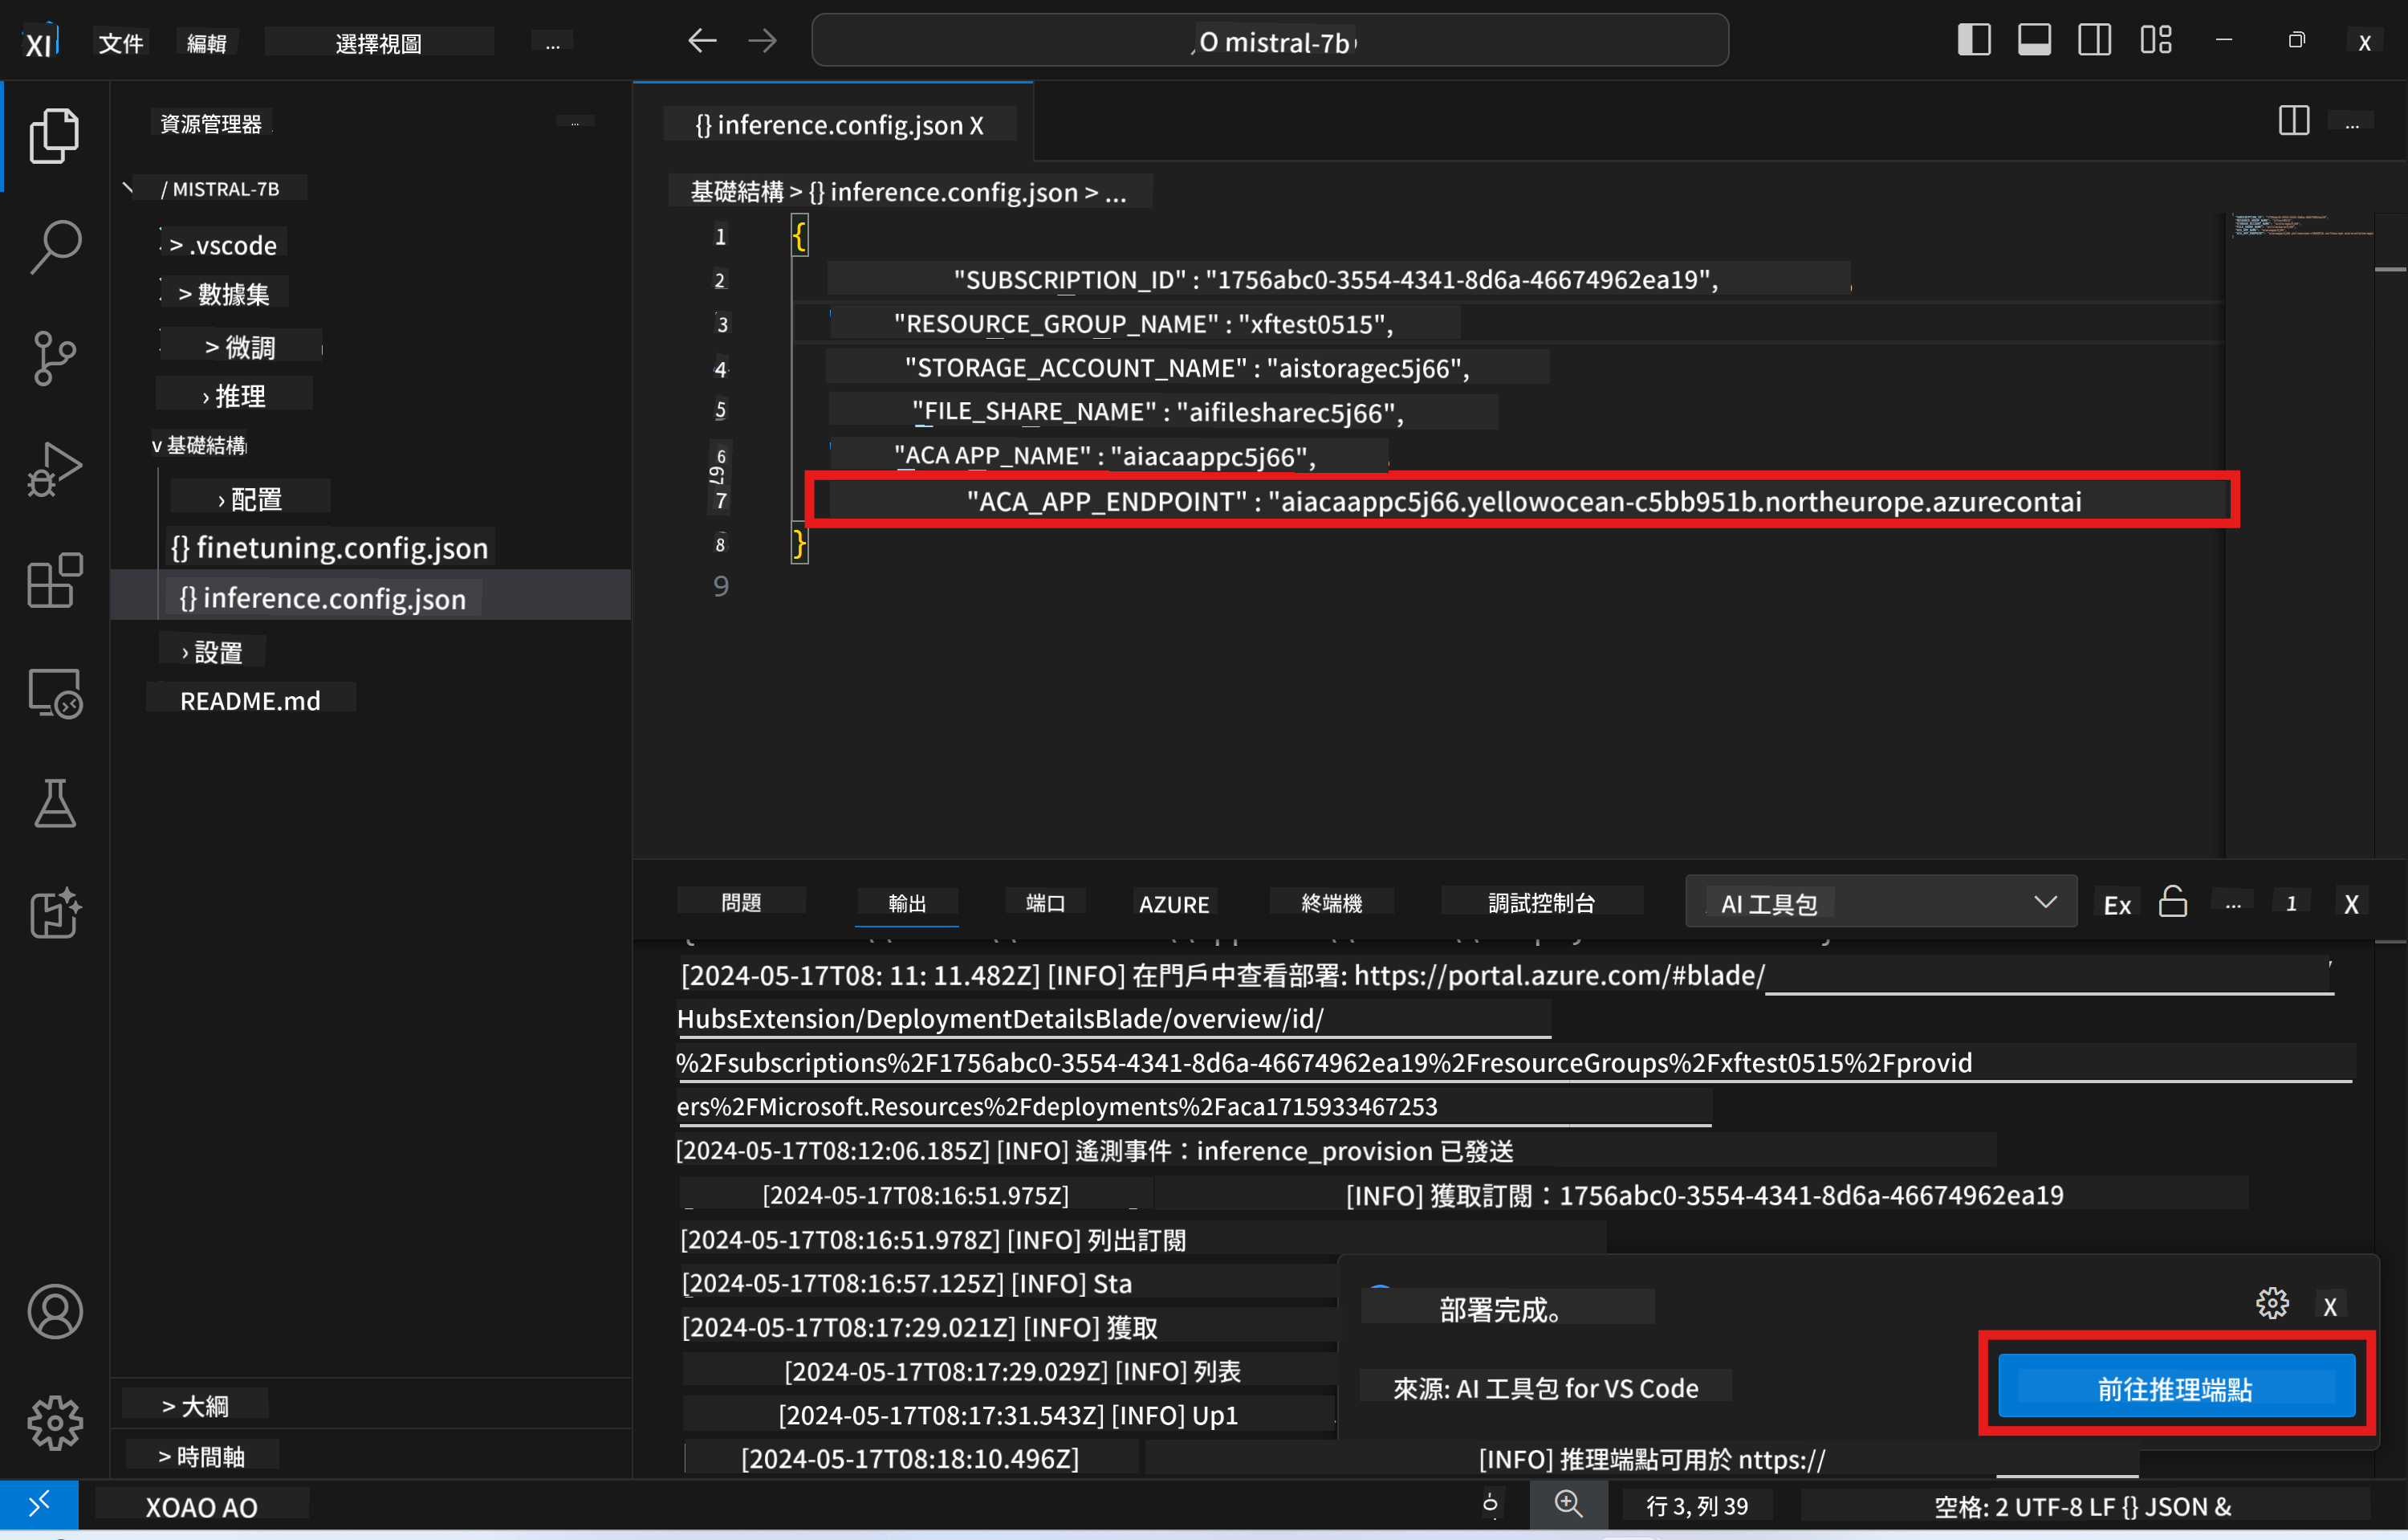 文件 編輯 選擇視圖 ...
O mistral-7b
X
資源管理器 ...
/ MISTRAL-7B
> .vscode
> 數據集
> 微調
› 推理
v 基礎結構
› 配置
{} finetuning.config.json
{} inference.config.json
› 設置
README.md
> 大綱
> 時間軸
{} inference.config.json X
...
基礎結構 > {} inference.config.json > ...
1 {
2 "SUBSCRIPTION_ID" : "1756abc0-3554-4341-8d6a-46674962ea19",
3 "RESOURCE_GROUP_NAME" : "xftest0515",
4 "STORAGE_ACCOUNT_NAME" : "aistoragec5j66",
5 "FILE_SHARE_NAME" : "aifilesharec5j66",
6 "ACA APP_NAME" : "aiacaappc5j66",
7 "ACA_APP_ENDPOINT" : "aiacaappc5j66.yellowocean-c5bb951b.northeurope.azurecontai
8 }
9
問題 輸出 端口 AZURE 終端機 調試控制台 AI 工具包 Ex ... 1 X
[2024-05-17T08: 11: 11.482Z] [INFO] 在門戶中查看部署: https://portal.azure.com/#blade/
HubsExtension/DeploymentDetailsBlade/overview/id/
%2Fsubscriptions%2F1756abc0-3554-4341-8d6a-46674962ea19%2FresourceGroups%2Fxftest0515%2Fprovid
ers%2FMicrosoft.Resources%2Fdeployments%2Faca1715933467253
[2024-05-17T08:12:06.185Z] [INFO] 遙測事件：inference_provision 已發送
[2024-05-17T08:16:51.975Z] [INFO] 獲取訂閱：1756abc0-3554-4341-8d6a-46674962ea19
[2024-05-17T08:16:51.978Z] [INFO] 列出訂閱
[2024-05-17T08:16:57.125Z] [INFO] Sta
[2024-05-17T08:17:29.021Z] [INFO] 獲取
[2024-05-17T08:17:29.029Z] [INFO] 列表
[2024-05-17T08:17:31.543Z] [INFO] Up1
[2024-05-17T08:18:10.496Z] [INFO] 推理端點可用於 nttps://
部署完成。
X
來源: AI 工具包 for VS Code
前往推理端點
XOAO AO
行 3, 列 39
空格: 2 UTF-8 LF {} JSON &